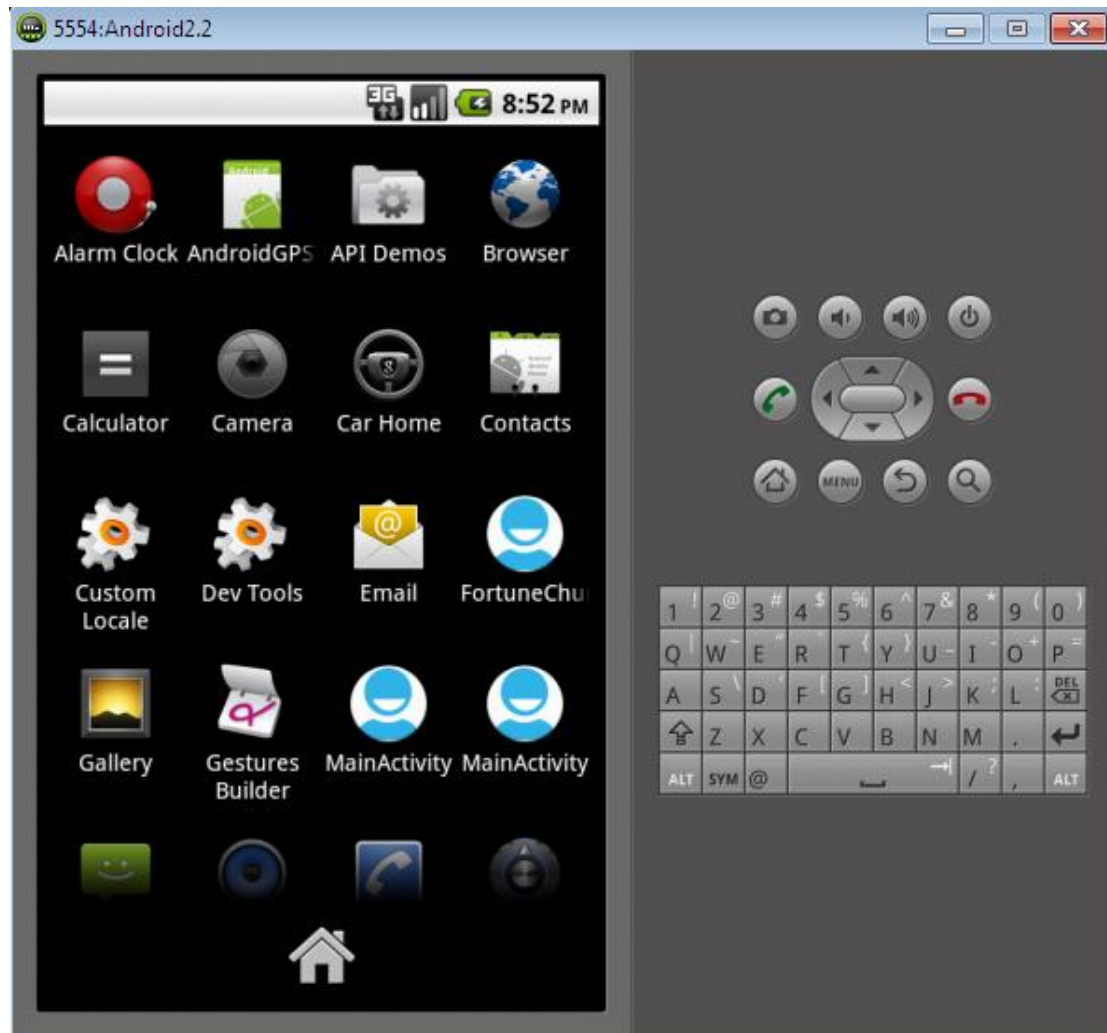 5554:Android2.2
3G 8:52 PM
Alarm Clock AndroidGPS API Demos Browser
Calculator Camera Car Home Contacts
Custom Locale Dev Tools Email FortuneChu
Gallery Gestures Builder MainActivity MainActivity
MENU
1 ! 2 @ 3 # 4 $ 5 % 6 ^ 7 & 8 * 9 ( 0 )
Q | W ~ E " R ` T { Y } U _ I - O + P =
A S \ D ' F [ G ] H < J > K ; L : DEL
Z X C V B N M .
ALT SYM @ / ? , ALT